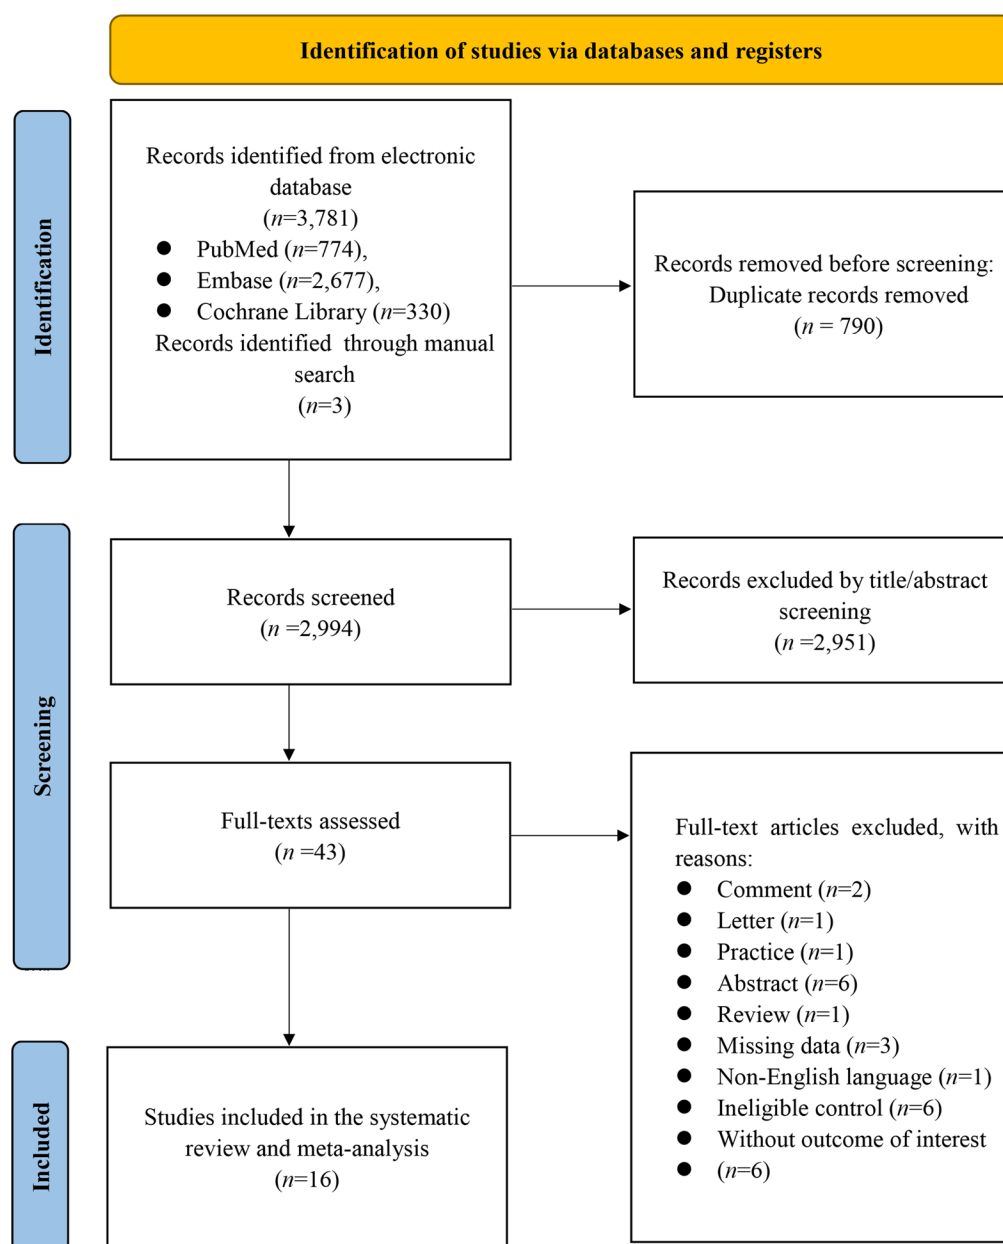 Identification of studies via databases and registers
Identification
Records identified from electronic
database
(n=3,781)
● PubMed (n=774),
● Embase (n=2,677),
● Cochrane Library (n=330)
Records identified through manual
search
(n=3)
Records removed before screening:
Duplicate records removed
(n = 790)
Screening
Records screened
(n =2,994)
Records excluded by title/abstract
screening
(n =2,951)
Full-texts assessed
(n =43)
Full-text articles excluded, with
reasons:
● Comment (n=2)
● Letter (n=1)
● Practice (n=1)
● Abstract (n=6)
● Review (n=1)
● Missing data (n=3)
● Non-English language (n=1)
● Ineligible control (n=6)
● Without outcome of interest
● (n=6)
Included
Studies included in the systematic
review and meta-analysis
(n=16)